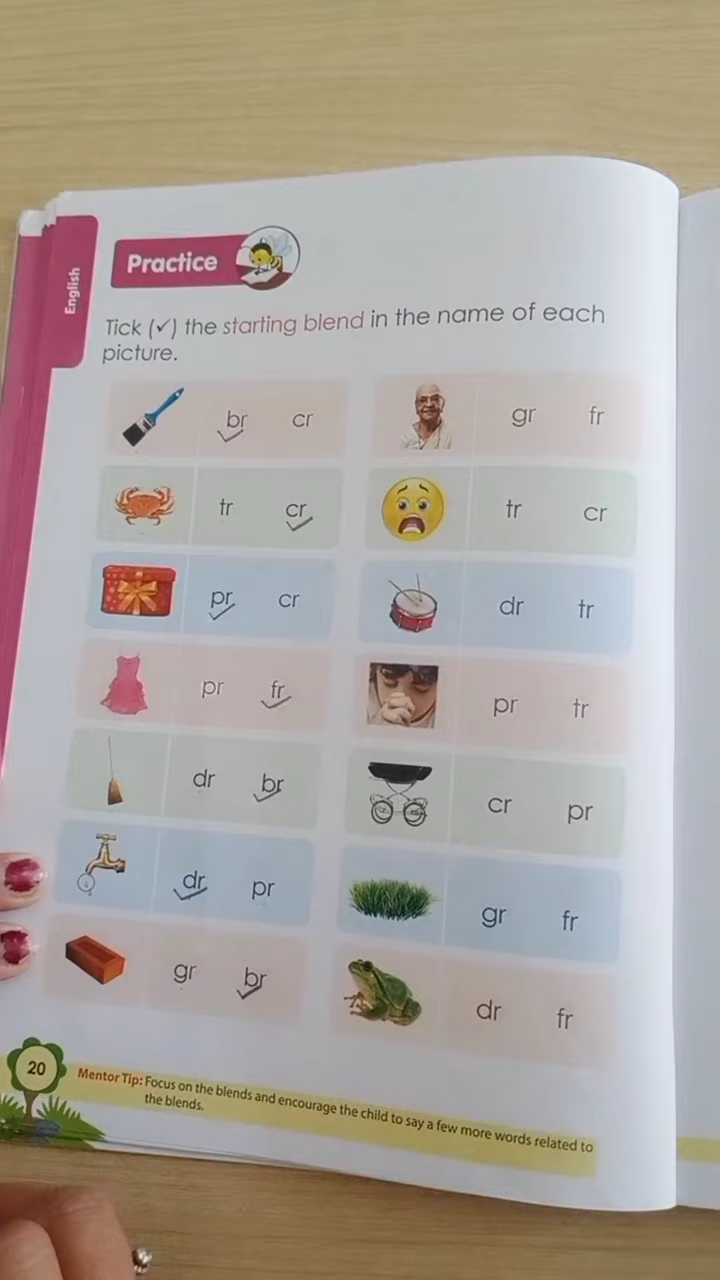 English
Practice
Tick (✓) the starting blend in the name of each
picture.
br cr
gr fr
tr cr
tr cr
pr cr
dr tr
pr fr
pr tr
dr br
cr pr
dr pr
gr fr
gr br
dr fr
20
Mentor Tip: Focus on the blends and encourage the child to say a few more words related to
the blends.